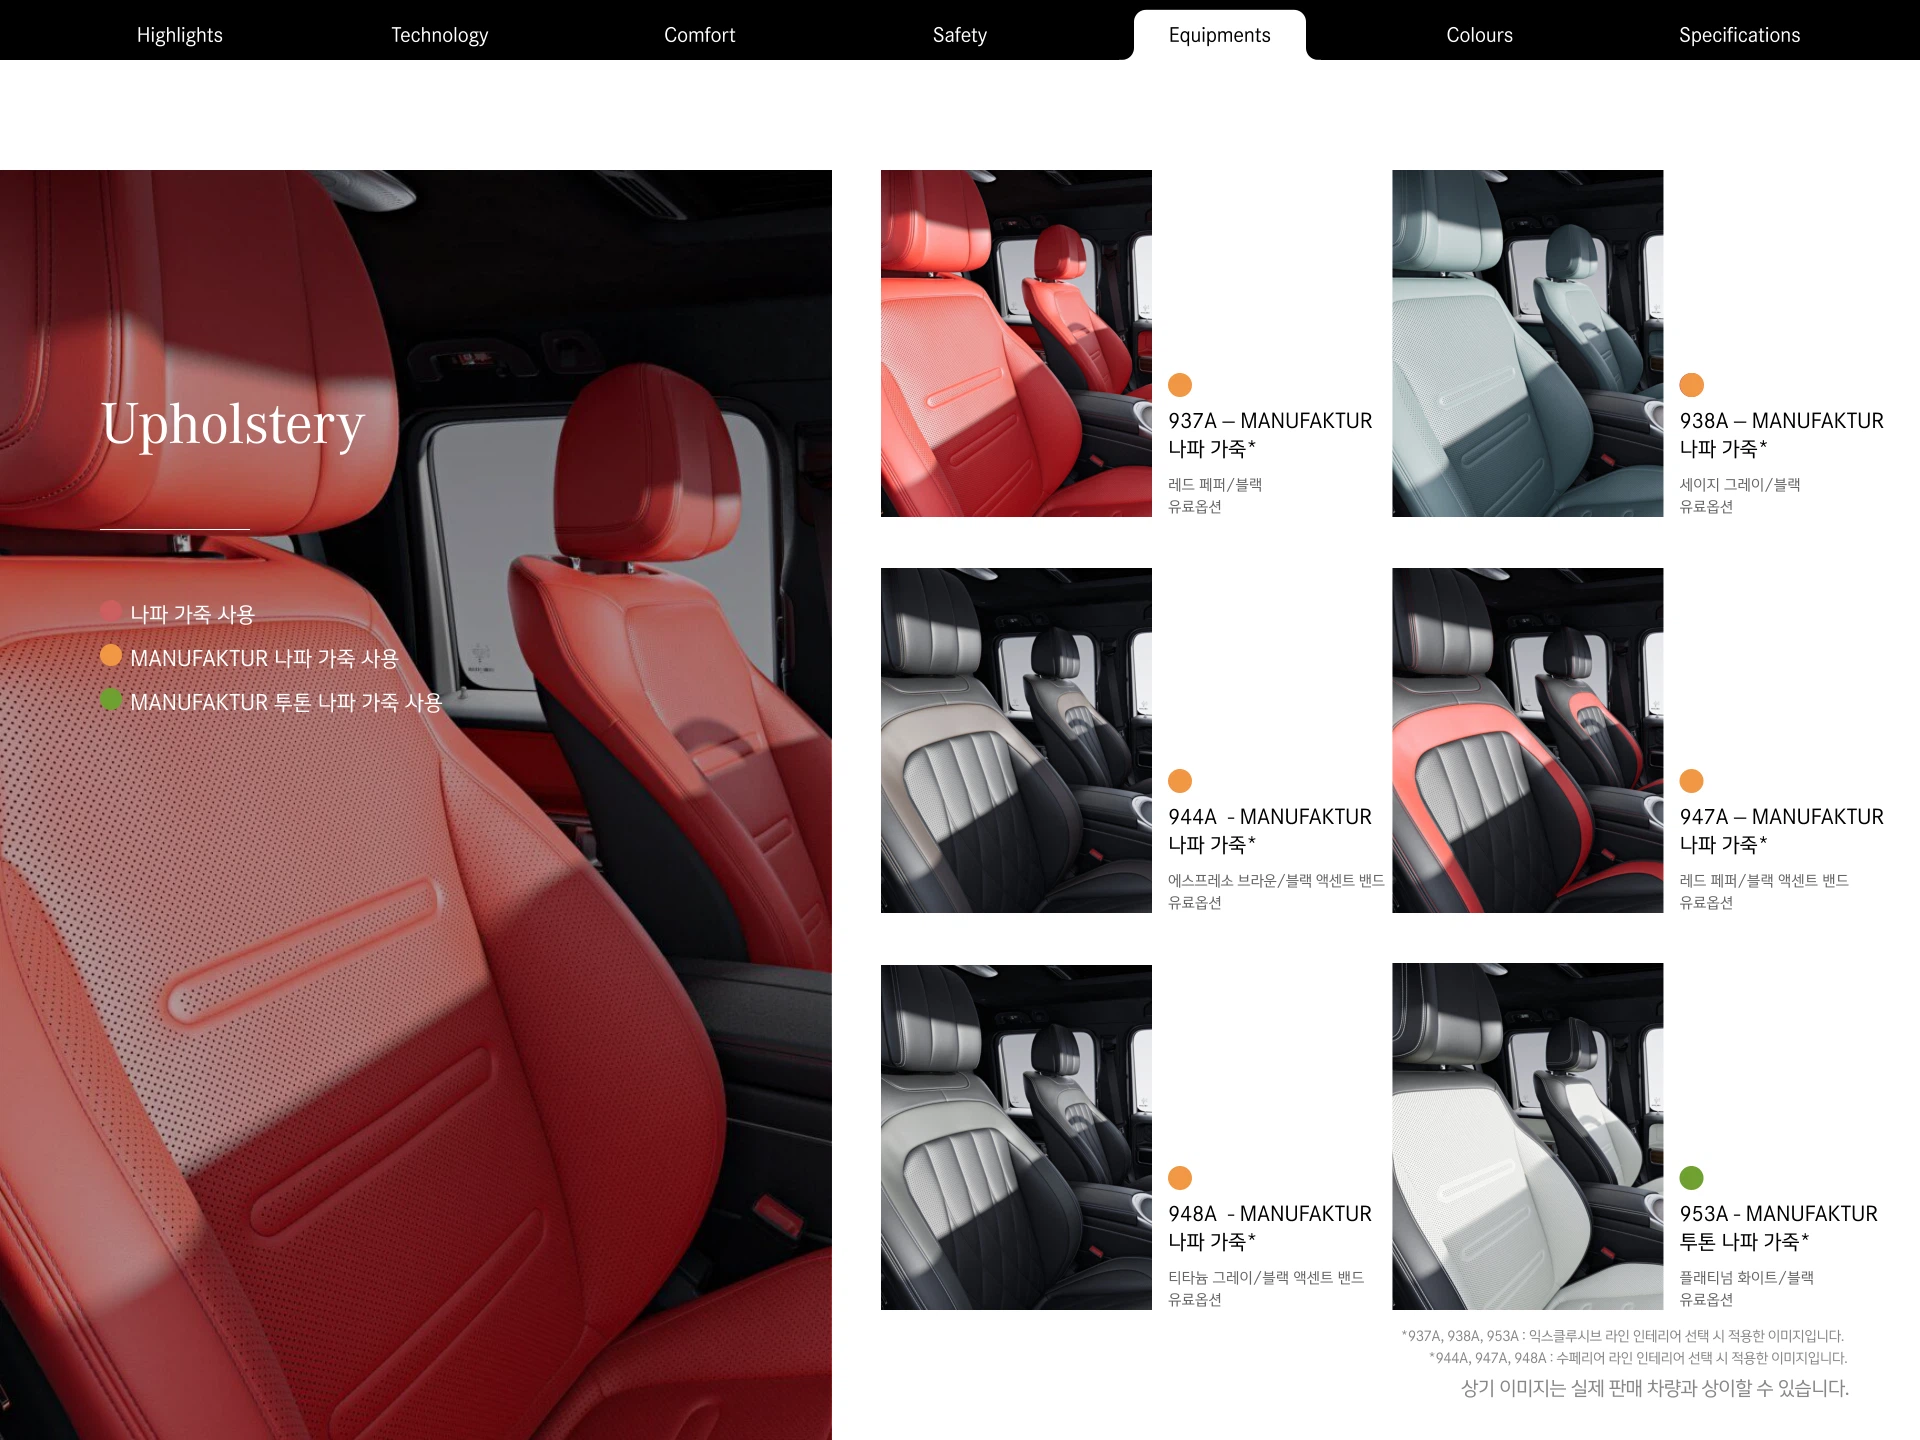 Highlights
Technology
Comfort
Safety
Equipments
Colours
Specifications
Upholstery
나파 가죽 사용
MANUFAKTUR 나파 가죽 사용
MANUFAKTUR 투톤 나파 가죽 사용
937A – MANUFAKTUR
나파 가죽*
레드 페퍼/블랙
유료옵션
938A – MANUFAKTUR
나파 가죽*
세이지 그레이/블랙
유료옵션
944A - MANUFAKTUR
나파 가죽*
에스프레소 브라운/블랙 액센트 밴드
유료옵션
947A – MANUFAKTUR
나파 가죽*
레드 페퍼/블랙 액센트 밴드
유료옵션
948A - MANUFAKTUR
나파 가죽*
티타늄 그레이/블랙 액센트 밴드
유료옵션
953A - MANUFAKTUR
투톤 나파 가죽*
플래티넘 화이트/블랙
유료옵션
*937A, 938A, 953A : 익스클루시브 라인 인테리어 선택 시 적용한 이미지입니다.
*944A, 947A, 948A : 수페리어 라인 인테리어 선택 시 적용한 이미지입니다.
상기 이미지는 실제 판매 차량과 상이할 수 있습니다.